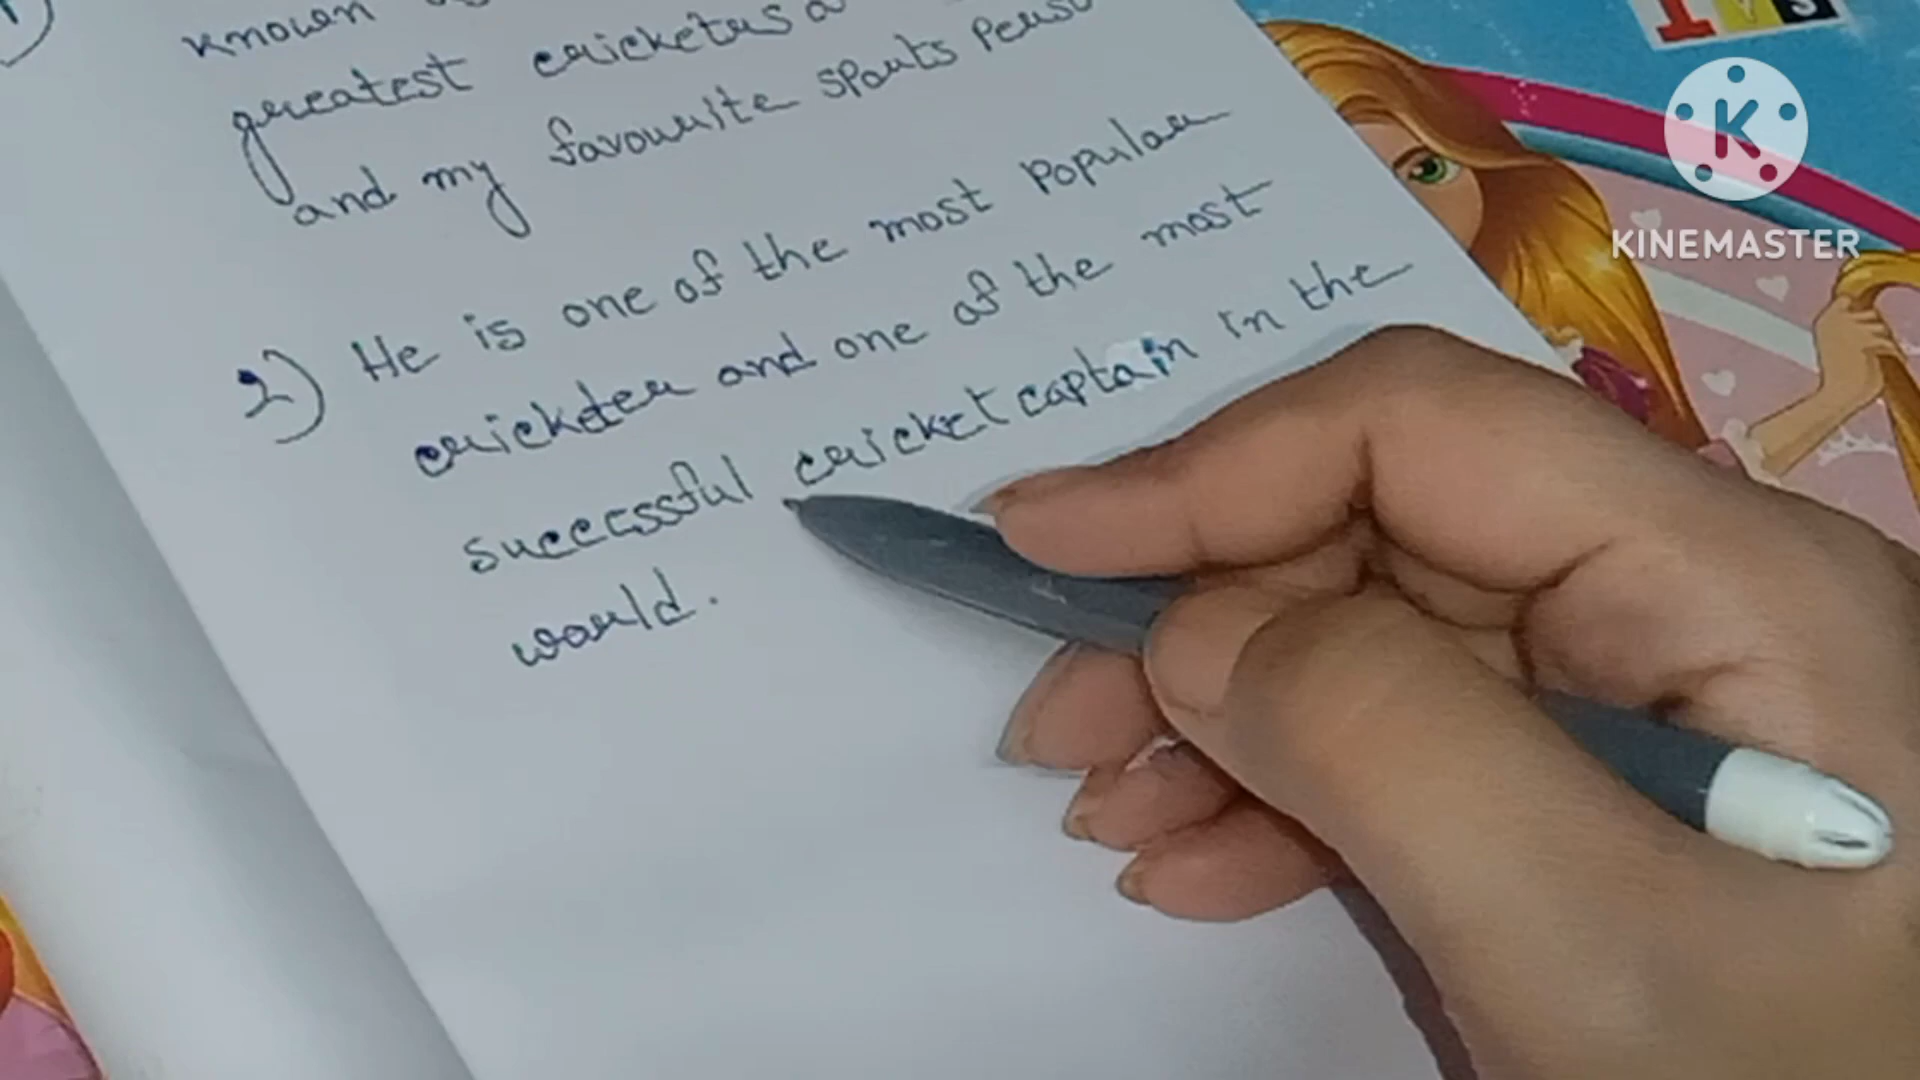 known
greatest cricketers
and my favourite sports
2) He is one of the most popular
cricketer and one of the most
successful cricket captain in the
world.
K
KINEMASTER